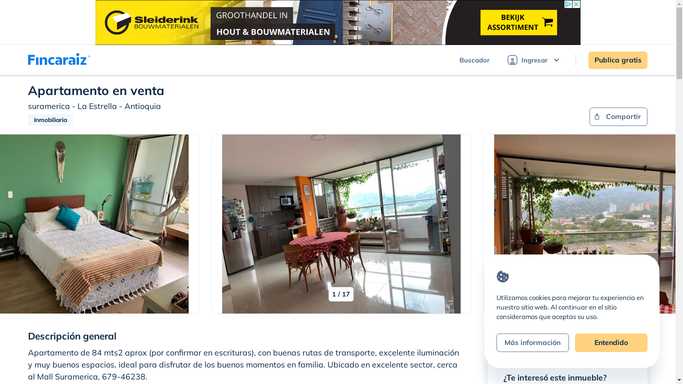 Sleiderink
BOUWMATERIALEN
GROOTHANDEL IN
HOUT & BOUWMATERIALEN
BEKIJK
ASSORTIMENT
Fincaraiz
Buscador
Ingresar
Publica gratis
Apartamento en venta
suramerica - La Estrella - Antioquia
Inmobiliaria
Compartir
1 / 17
Utilizamos cookies para mejorar tu experiencia en
nuestro sitio web. Al continuar en el sitio
consideramos que aceptas su uso.
Más información
Entendido
Descripción general
Apartamento de 84 mts2 aprox (por confirmar en escrituras), con buenas rutas de transporte, excelente iluminación
y muy buenos espacios, ideal para disfrutar de los buenos momentos en familia. Ubicado en excelente sector, cerca
al Mall Suramerica, 679-46238.
¿Te interesó este inmueble?